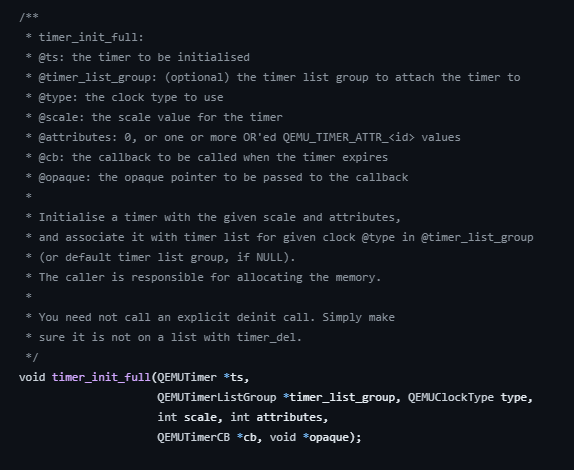 /**
 * timer_init_full:
 * @ts: the timer to be initialised
 * @timer_list_group: (optional) the timer list group to attach the timer to
 * @type: the clock type to use
 * @scale: the scale value for the timer
 * @attributes: 0, or one or more OR'ed QEMU_TIMER_ATTR_<id> values
 * @cb: the callback to be called when the timer expires
 * @opaque: the opaque pointer to be passed to the callback
 *
 * Initialise a timer with the given scale and attributes,
 * and associate it with timer list for given clock @type in @timer_list_group
 * (or default timer list group, if NULL).
 * The caller is responsible for allocating the memory.
 *
 * You need not call an explicit deinit call. Simply make
 * sure it is not on a list with timer_del.
 */
void timer_init_full(QEMUTimer *ts,
                     QEMUTimerListGroup *timer_list_group, QEMUClockType type,
                     int scale, int attributes,
                     QEMUTimerCB *cb, void *opaque);